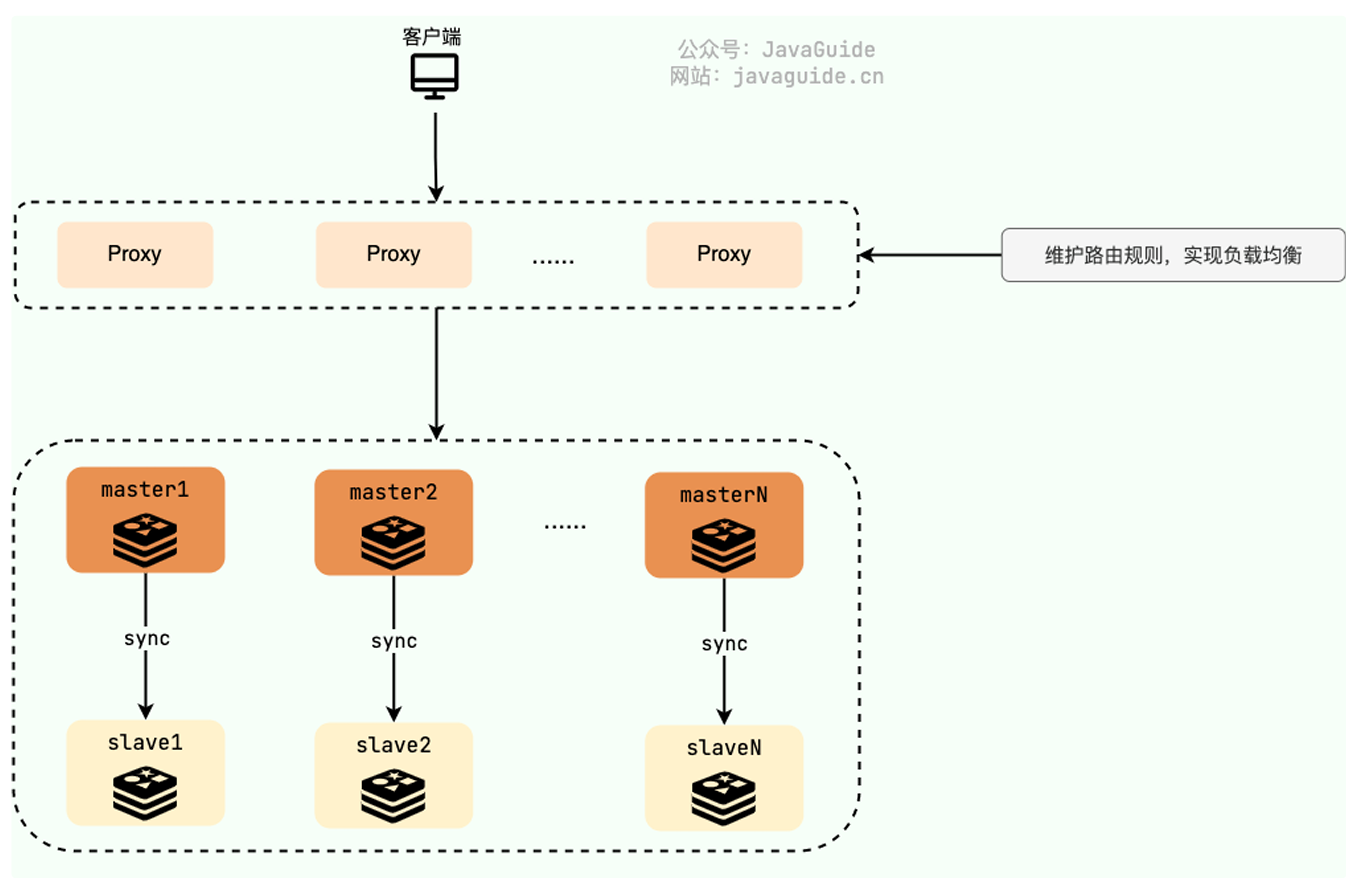 客户端
公众号：JavaGuide
网站：javaguide.cn
Proxy
Proxy
......
Proxy
维护路由规则，实现负载均衡
master1
master2
......
masterN
sync
sync
sync
slave1
slave2
slaveN